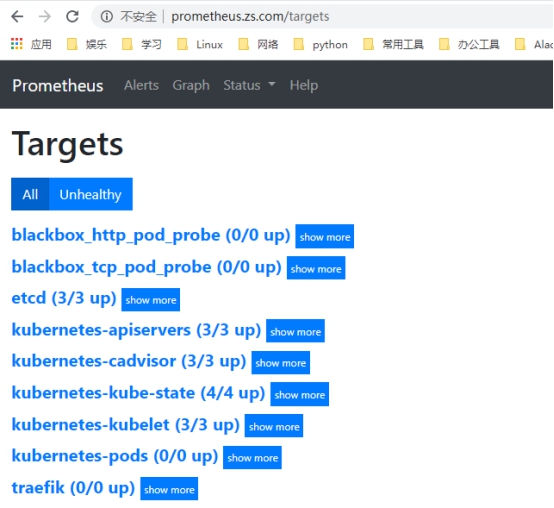 不安全 | prometheus.zs.com/targets
应用 娱乐 学习 Linux 网络 python 常用工具 办公工具 Alad
Prometheus Alerts Graph Status Help
Targets
All Unhealthy
blackbox_http_pod_probe (0/0 up) show more
blackbox_tcp_pod_probe (0/0 up) show more
etcd (3/3 up) show more
kubernetes-apiservers (3/3 up) show more
kubernetes-cadvisor (3/3 up) show more
kubernetes-kube-state (4/4 up) show more
kubernetes-kubelet (3/3 up) show more
kubernetes-pods (0/0 up) show more
traefik (0/0 up) show more